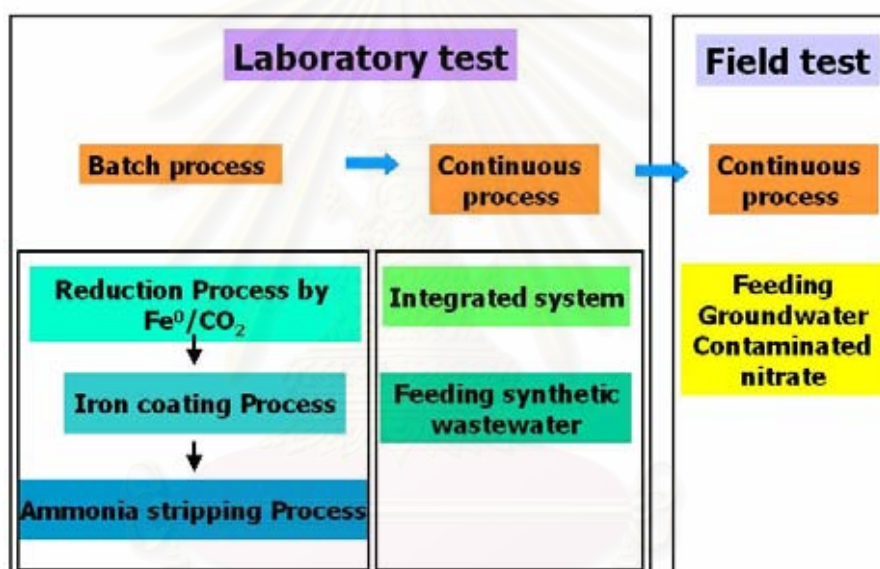 Laboratory test
Field test
Batch process
Continuous
process
Continuous
process
Reduction Process by
Fe⁰/CO₂
Iron coating Process
Ammonia stripping Process
Integrated system
Feeding synthetic
wastewater
Feeding
Groundwater
Contaminated
nitrate